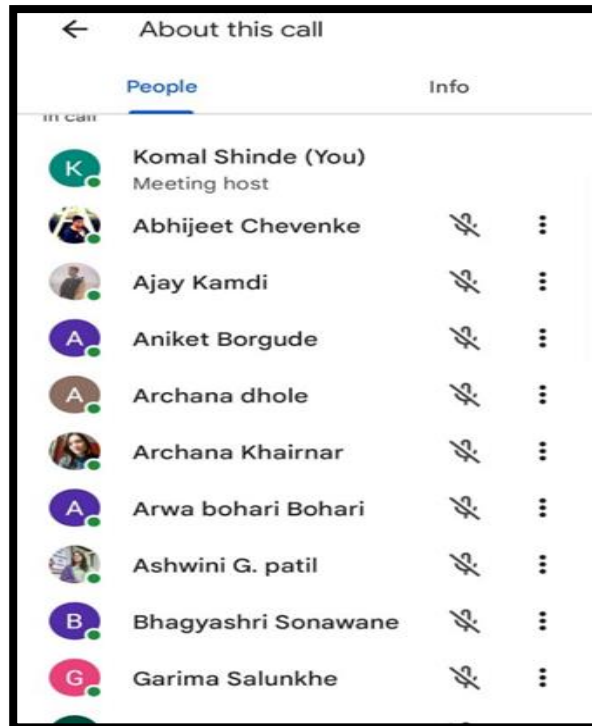 About this call
People Info
In call
K Komal Shinde (You)
Meeting host
Abhijeet Chevenke
Ajay Kamdi
A Aniket Borgude
A Archana dhole
Archana Khairnar
A Arwa bohari Bohari
Ashwini G. patil
B Bhagyashri Sonawane
G Garima Salunkhe